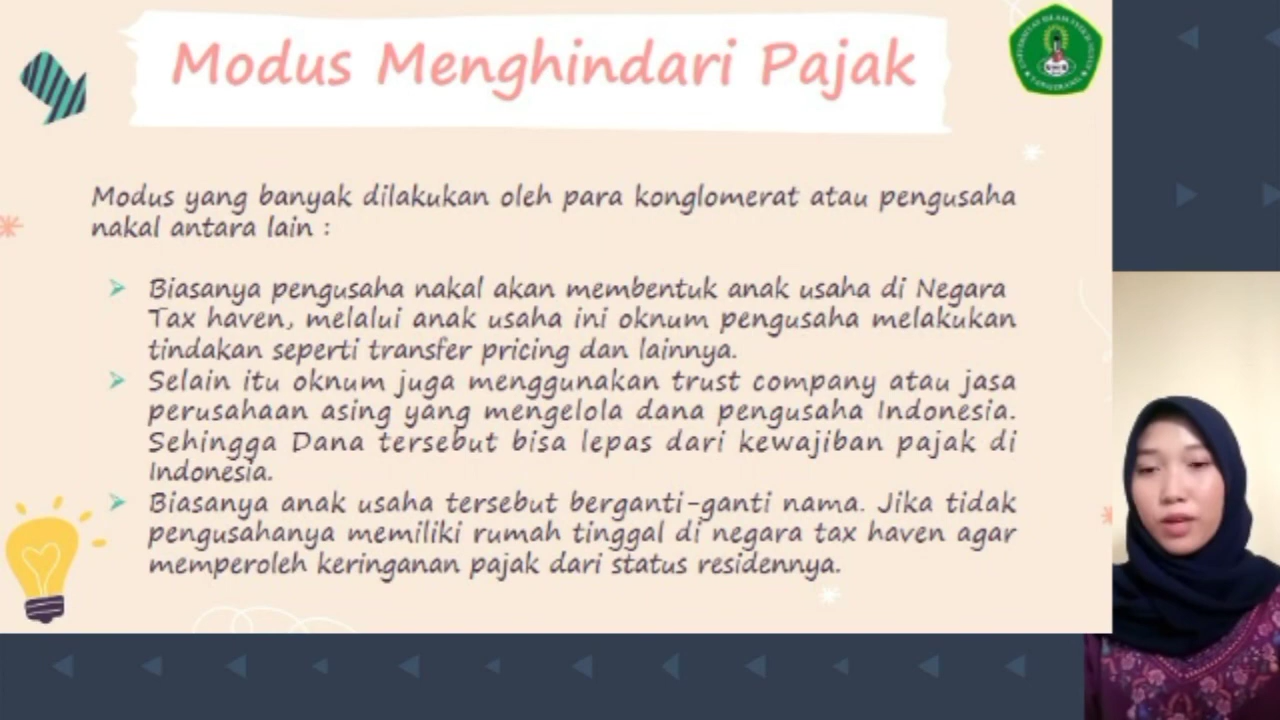 Modus Menghindari Pajak
Modus yang banyak dilakukan oleh para konglomerat atau pengusaha
nakal antara lain :
Biasanya pengusaha nakal akan membentuk anak usaha di Negara
Tax haven, melalui anak usaha ini oknum pengusaha melakukan
tindakan seperti transfer pricing dan lainnya.
Selain itu oknum juga menggunakan trust company atau jasa
perusahaan asing yang mengelola dana pengusaha Indonesia.
Sehingga Dana tersebut bisa lepas dari kewajiban pajak di
Indonesia.
Biasanya anak usaha tersebut berganti-ganti nama. Jika tidak
pengusahanya memiliki rumah tinggal di negara tax haven agar
memperoleh keringanan pajak dari status residennya.